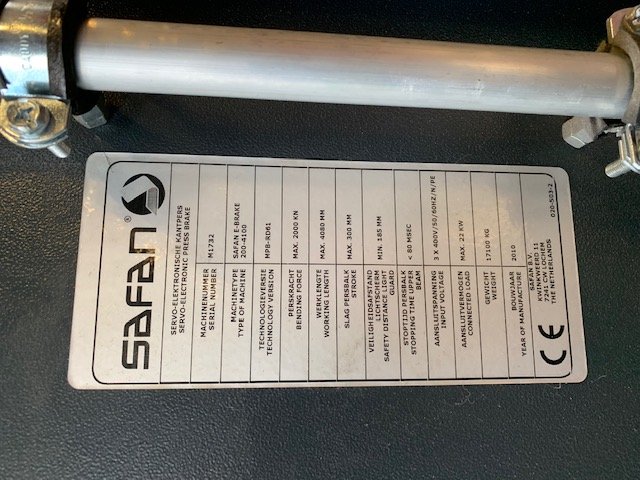 SAFAN®
SERVO-ELEKTRONISCHE KANTPERS
SERVO-ELECTRONIC PRESS BRAKE
MACHINENUMMER
SERIAL NUMBER
M1732
MACHINETYPE
TYPE OF MACHINE
SAFAN E-BRAKE
200-4100
TECHNOLOGIEVERSIE
TECHNOLOGY VERSION
MPB-RD61
PERSKRACHT
BENDING FORCE
MAX. 2000 KN
WERKLENGTE
WORKING LENGTH
MAX. 4080 MM
SLAG PERSBALK
STROKE
MAX. 300 MM
VEILIGHEIDSAFSTAND
LICHTSCHERM
SAFETY DISTANCE LIGHT
GUARD
MIN. 185 MM
STOPTIJD PERSBALK
STOPPING TIME UPPER
BEAM
< 80 MSEC
AANSLUITSPANNING
INPUT VOLTAGE
3 X 400V/50/60HZ/N/PE
AANSLUITVERMOGEN
CONNECTED LOAD
MAX. 22 KW
GEWICHT
WEIGHT
17100 KG
BOUWJAAR
YEAR OF MANUFACTURE
2010
CE
SAFAN B.V.
KWINKWEERD 11
7241 CW LOCHEM
THE NETHERLANDS
020-503-2